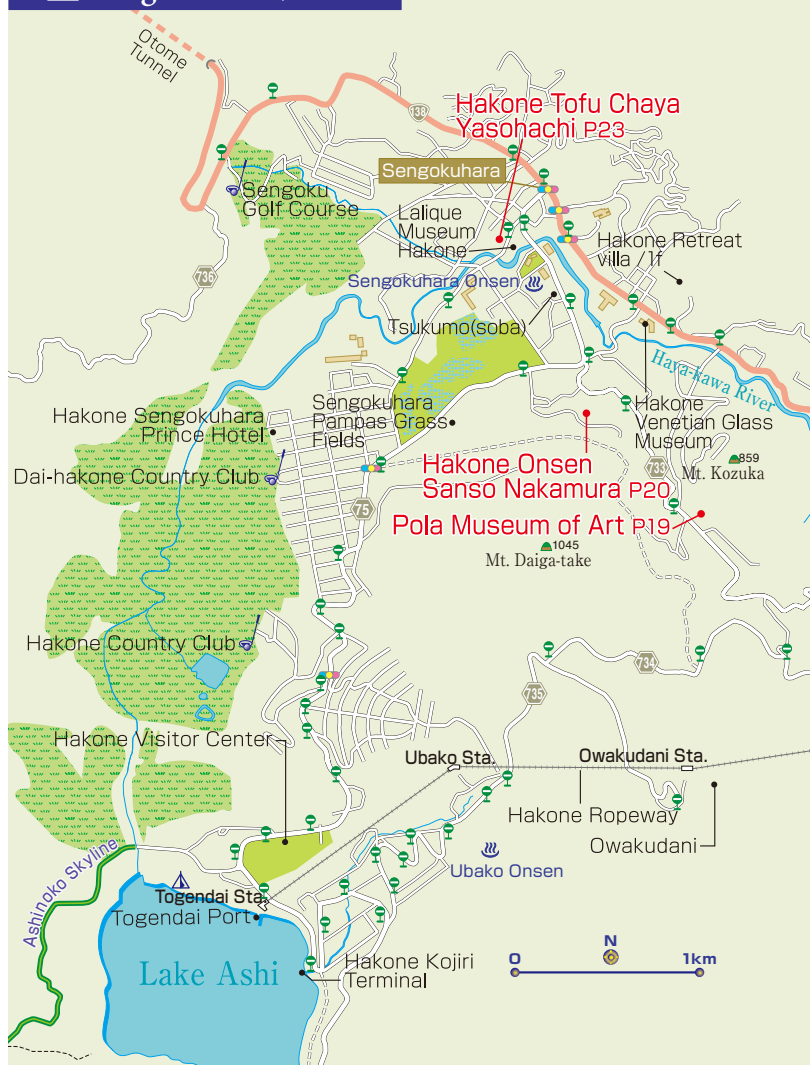 Otome
Tunnel
138
Hakone Tofu Chaya
Yasohachi P23
Sengokuhara
Sengoku
Golf Course
Lalique
Museum
Hakone
Hakone Retreat
villa /1f
736
Sengokuhara Onsen
Tsukumo(soba)
Haya-kawa River
Hakone Sengokuhara
Prince Hotel
Sengokuhara
Pampas Grass
Fields
Hakone
Venetian Glass
Museum
859
Mt. Kozuka
Dai-hakone Country Club
Hakone Onsen
Sanso Nakamura P20
733
75
Pola Museum of Art P19
1045
Mt. Daiga-take
Hakone Country Club
734
735
Hakone Visitor Center
Ubako Sta.
Owakudani Sta.
Hakone Ropeway
Owakudani
Ubako Onsen
Ashinoko Skyline
Togendai Sta.
Togendai Port
Lake Ashi
Hakone Kojiri
Terminal
0
N
1km